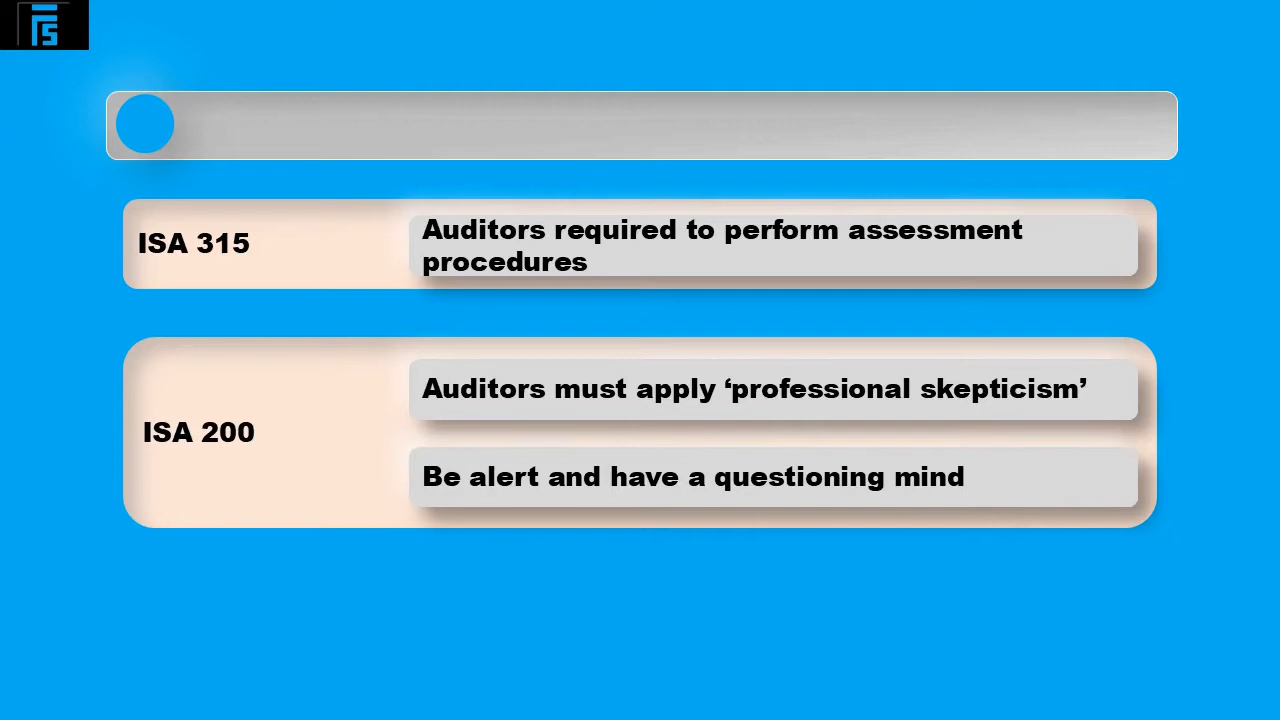 ISA 315
Auditors required to perform assessment
procedures
ISA 200
Auditors must apply ‘professional skepticism’
Be alert and have a questioning mind